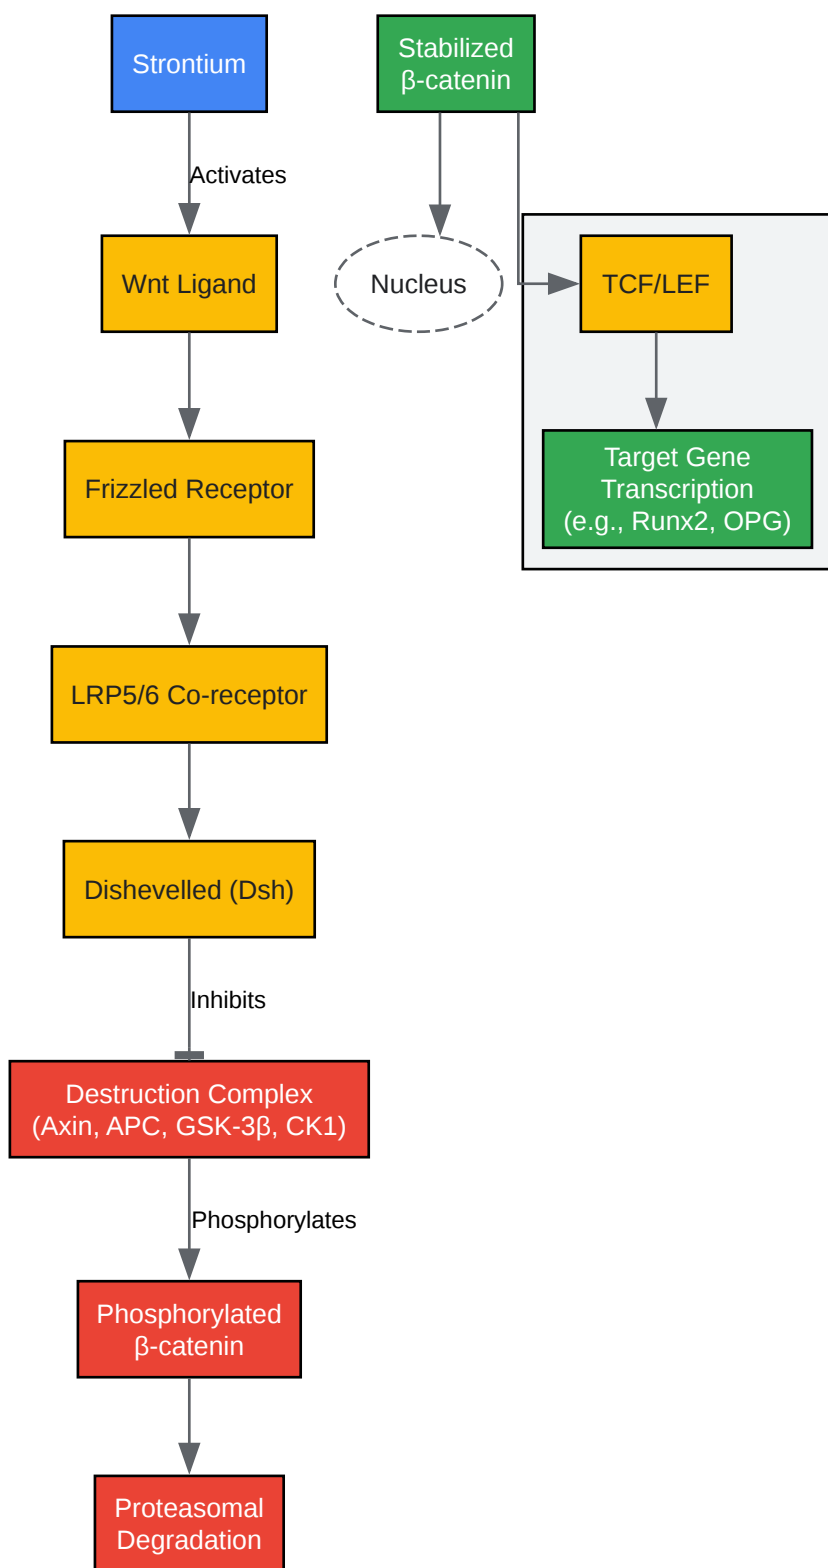 Strontium
Activates
Wnt Ligand
Frizzled Receptor
LRP5/6 Co-receptor
Dishevelled (Dsh)
Inhibits
Destruction Complex
(Axin, APC, GSK-3β, CK1)
Phosphorylates
Phosphorylated
β-catenin
Proteasomal
Degradation
Stabilized
β-catenin
Nucleus
TCF/LEF
Target Gene
Transcription
(e.g., Runx2, OPG)